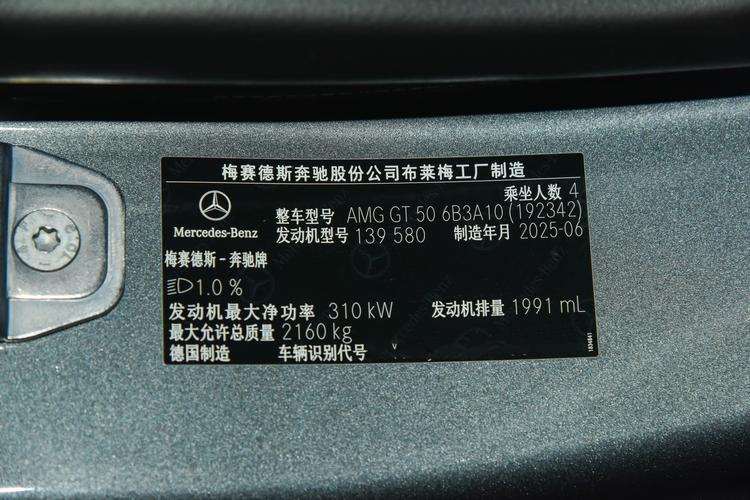 梅赛德斯奔驰股份公司布莱梅工厂制造
乘坐人数 4
Mercedes-Benz
整车型号 AMG GT 50 6B3A10 (192342)
发动机型号 139 580 制造年月 2025-06
梅赛德斯-奔驰牌
1.0 %
发动机最大净功率 310 kW 发动机排量 1991 mL
最大允许总质量 2160 kg
德国制造 车辆识别代号